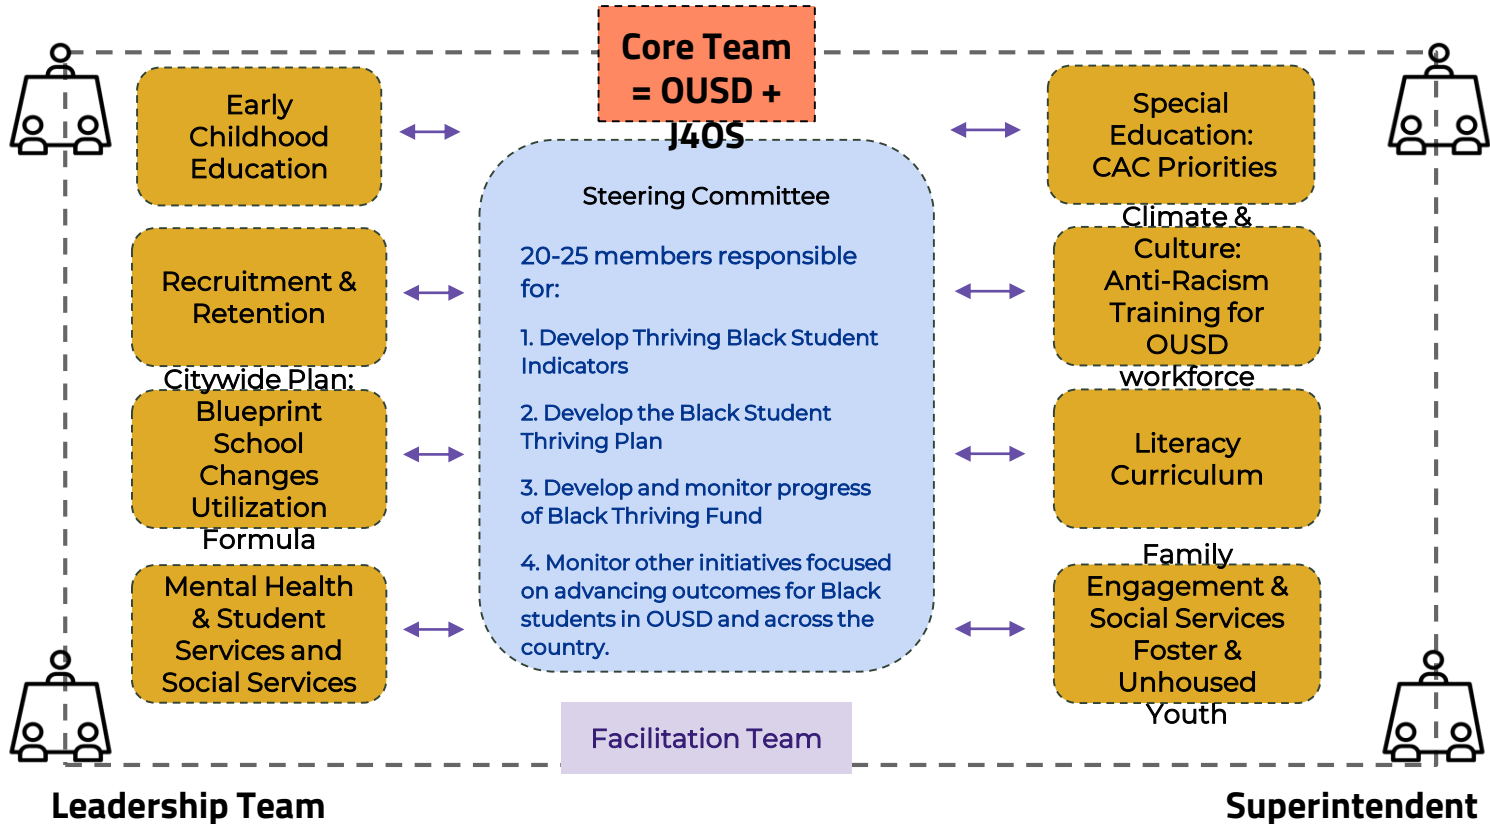 Core Team
= OUSD +
J4OS
Early
Childhood
Education
Recruitment &
Retention
Citywide Plan:
Blueprint
School
Changes
Utilization
Formula
Mental Health
& Student
Services and
Social Services
Steering Committee
20-25 members responsible
for:
1. Develop Thriving Black Student
Indicators
2. Develop the Black Student
Thriving Plan
3. Develop and monitor progress
of Black Thriving Fund
4. Monitor other initiatives focused
on advancing outcomes for Black
students in OUSD and across the
country.
Special
Education:
CAC Priorities
Climate &
Culture:
Anti-Racism
Training for
OUSD
workforce
Literacy
Curriculum
Family
Engagement &
Social Services
Foster &
Unhoused
Youth
Facilitation Team
Leadership Team
Superintendent